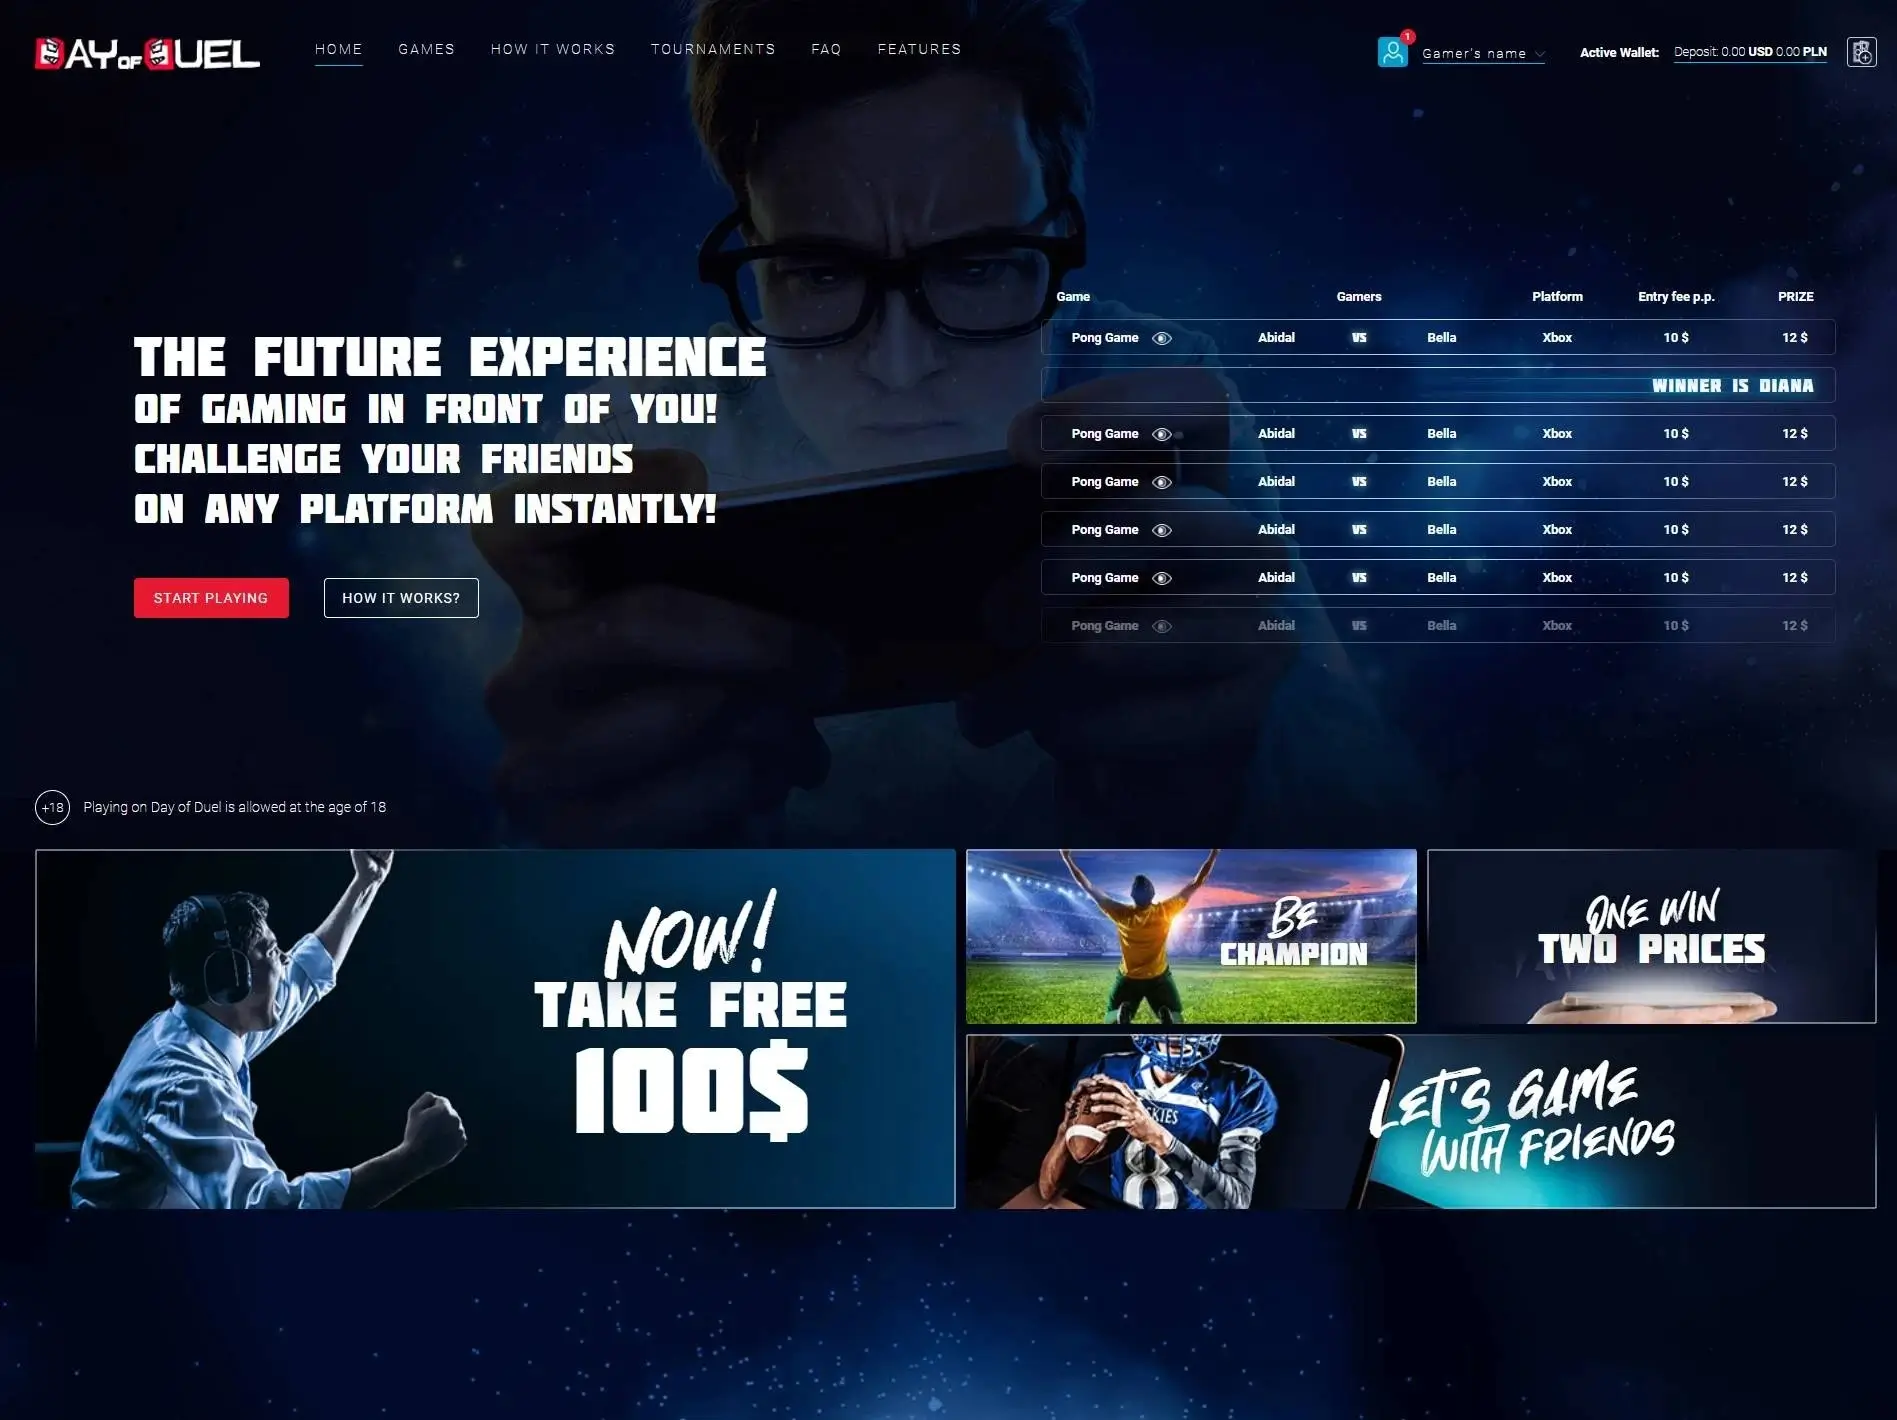 DAY OF DUEL
HOME GAMES HOW IT WORKS TOURNAMENTS FAQ FEATURES
1
Gamer's name
Active Wallet: Deposit: 0.00 USD 0.00 PLN
THE FUTURE EXPERIENCE
OF GAMING IN FRONT OF YOU!
CHALLENGE YOUR FRIENDS
ON ANY PLATFORM INSTANTLY!
START PLAYING HOW IT WORKS?
Game Gamers Platform Entry fee p.p. PRIZE
Pong Game Abidal VS Bella Xbox 10 $ 12 $
WINNER IS DIANA
Pong Game Abidal VS Bella Xbox 10 $ 12 $
Pong Game Abidal VS Bella Xbox 10 $ 12 $
Pong Game Abidal VS Bella Xbox 10 $ 12 $
Pong Game Abidal VS Bella Xbox 10 $ 12 $
Pong Game Abidal VS Bella Xbox 10 $ 12 $
+18 Playing on Day of Duel is allowed at the age of 18
NOW!
TAKE FREE
100$
BE
CHAMPION
ONE WIN
TWO PRICES
LET'S GAME
WITH FRIENDS
8